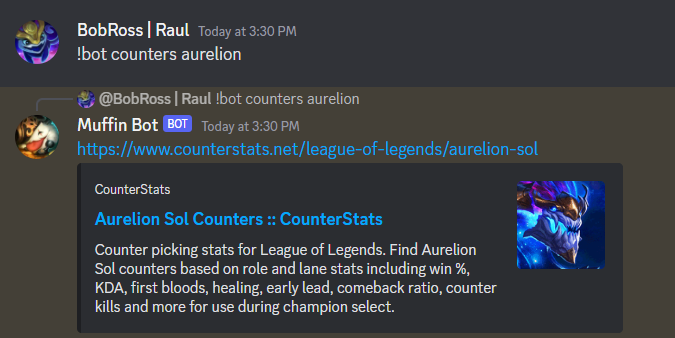 BobRoss | Raul Today at 3:30 PM
!bot counters aurelion
@BobRoss | Raul !bot counters aurelion
Muffin Bot BOT Today at 3:30 PM
https://www.counterstats.net/league-of-legends/aurelion-sol
CounterStats
Aurelion Sol Counters :: CounterStats
Counter picking stats for League of Legends. Find Aurelion
Sol counters based on role and lane stats including win %,
KDA, first bloods, healing, early lead, comeback ratio, counter
kills and more for use during champion select.